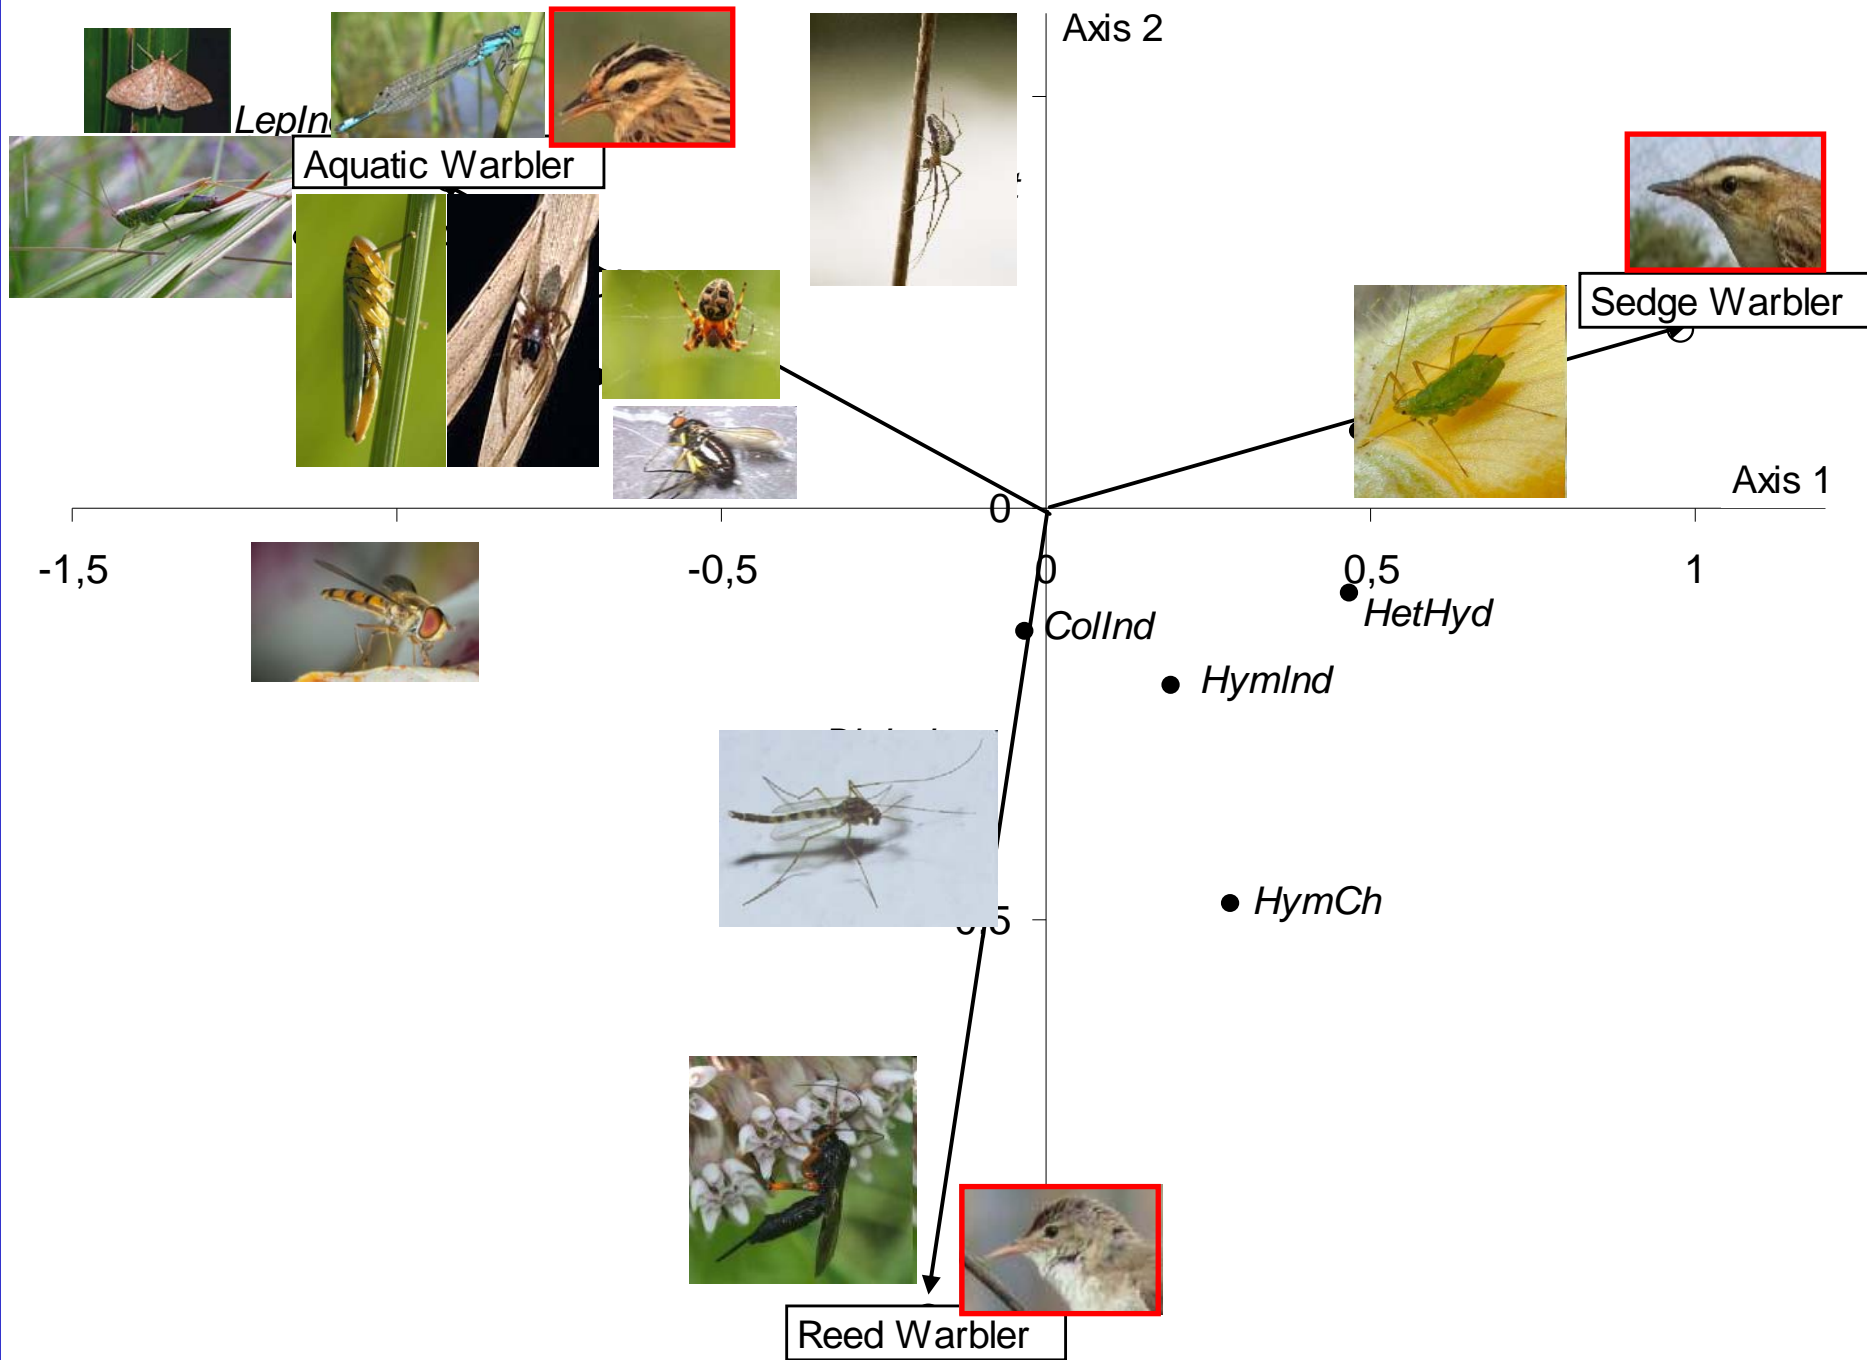 Axis 2
LepIn
Aquatic Warbler
Sedge Warbler
Axis 1
0
-1,5
-0,5
0
0,5
1
HetHyd
ColInd
HymInd
HymCh
Reed Warbler